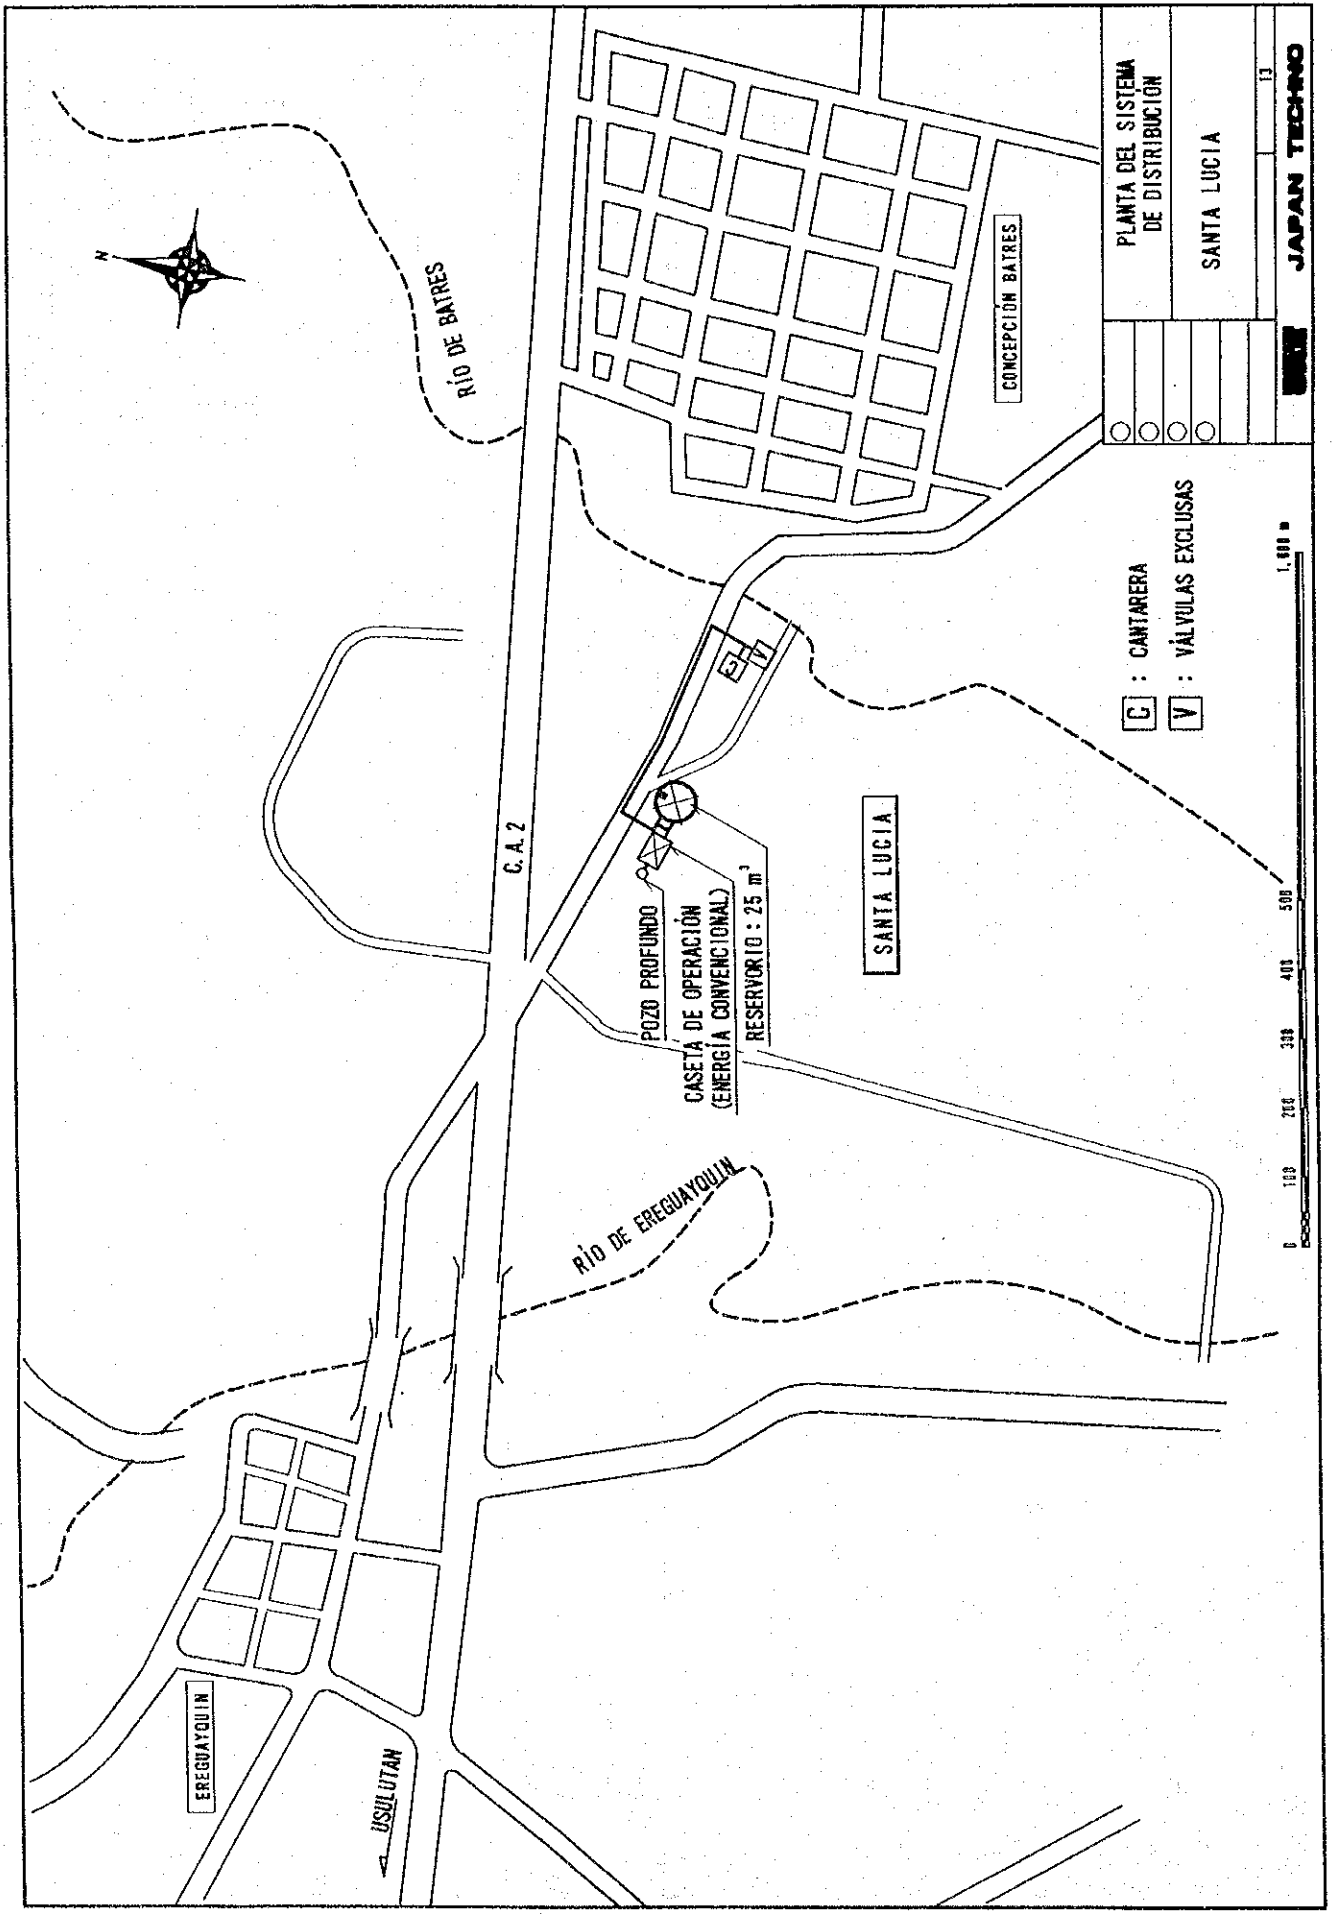 N
RÍO DE BATRES
C.A.2
CONCEPCION BATRES
POZO PROFUNDO
CASETA DE OPERACIÓN
(ENERGÍA CONVENCIONAL)
RESERVORIO : 25 m³
C
V
SANTA LUCIA
RÍO DE EREGUAYQUIN
EREGUAYQUIN
USULUTAN
C : CANTARERA
V : VÁLVULAS EXCLUSAS
0 100 200 300 400 500 1,000 m
PLANTA DEL SISTEMA
DE DISTRIBUCIÓN
SANTA LUCIA
13
JAPAN TECHNO